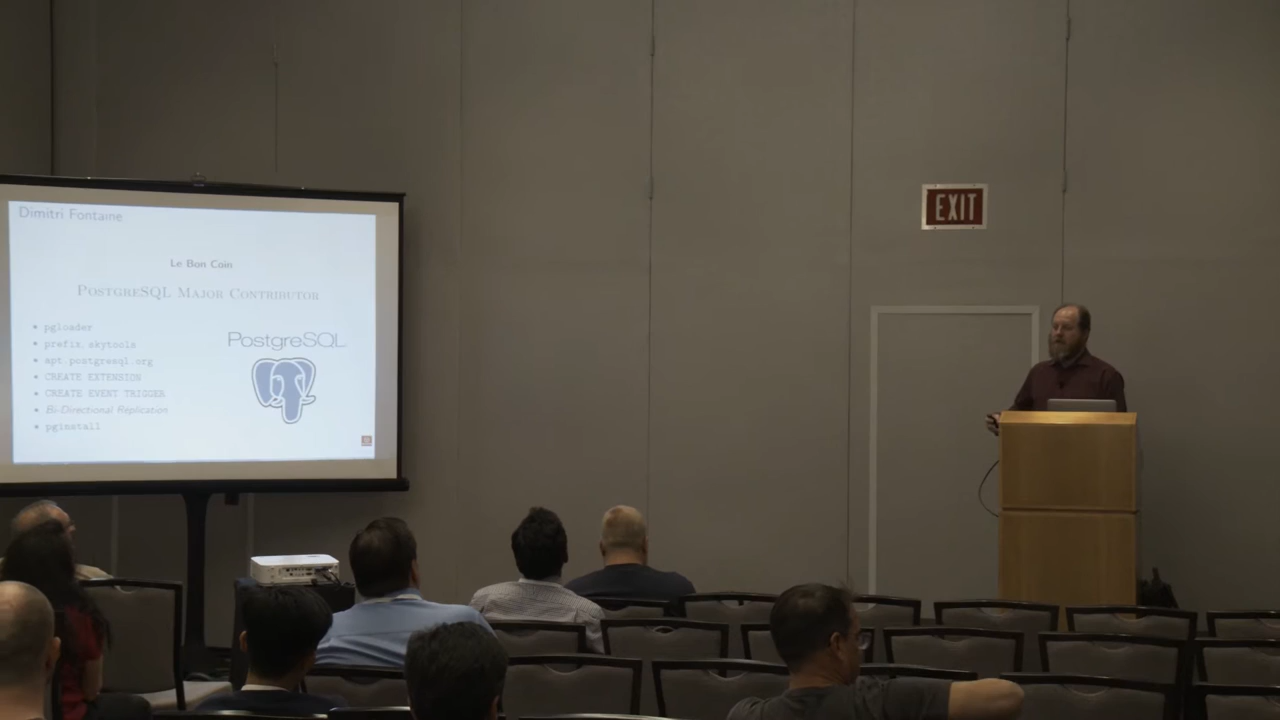 Dimitri Fontaine
Le Bon Coin
POSTGRESQL MAJOR CONTRIBUTOR
• pgloader
• prefix, skytools
• apt.postgresql.org
• CREATE EXTENSION
• CREATE EVENT TRIGGER
• Bi-Directional Réplication
• pginstall
PostgreSQL
EXIT